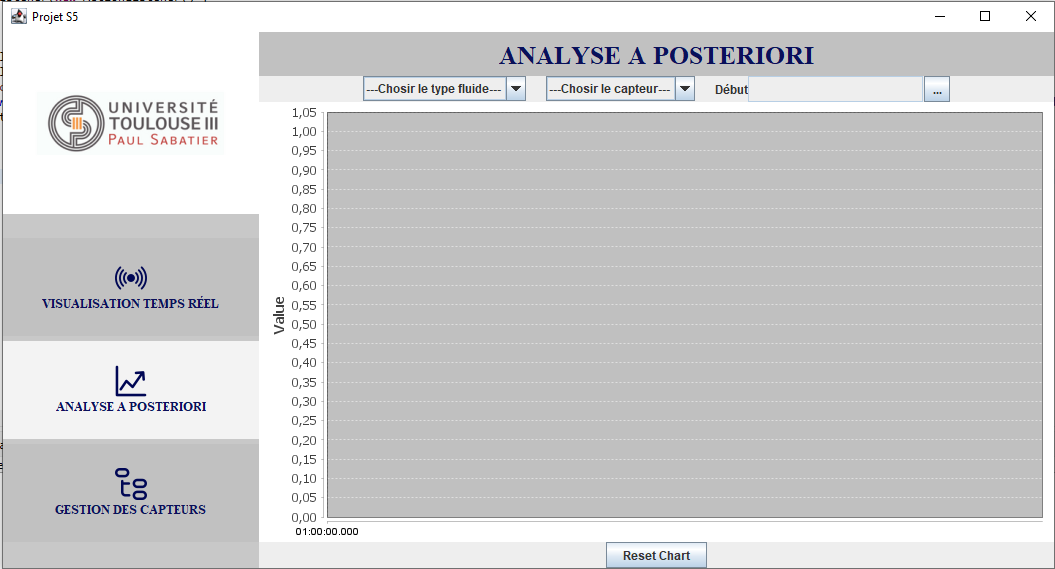 Projet S5
UNIVERSITÉ
TOULOUSE III
PAUL SABATIER
VISUALISATION TEMPS RÉEL
ANALYSE A POSTERIORI
GESTION DES CAPTEURS
ANALYSE A POSTERIORI
---Chosir le type fluide--- ---Chosir le capteur--- Début ...
Value
1,05
1,00
0,95
0,90
0,85
0,80
0,75
0,70
0,65
0,60
0,55
0,50
0,45
0,40
0,35
0,30
0,25
0,20
0,15
0,10
0,05
0,00
01:00:00.000
Reset Chart